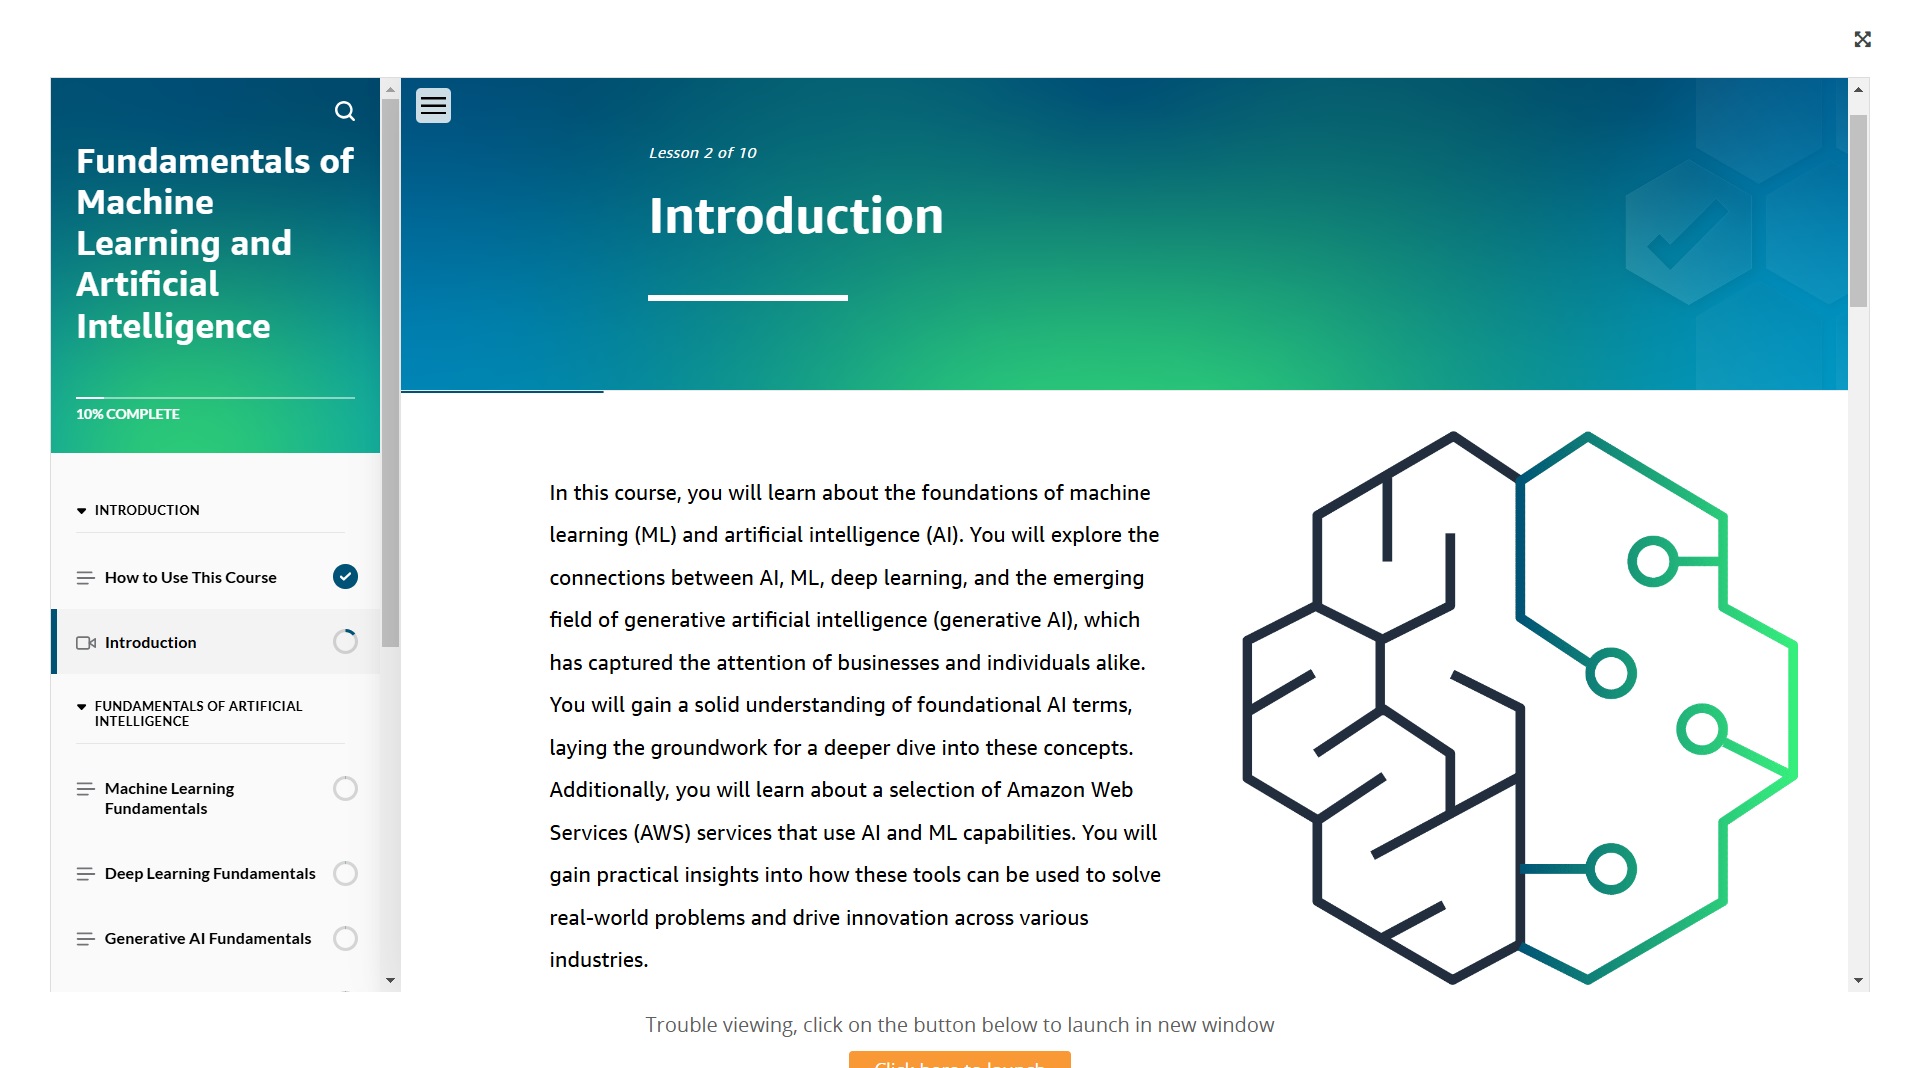 Fundamentals of
Machine
Learning and
Artificial
Intelligence
10% COMPLETE
INTRODUCTION
How to Use This Course
Introduction
FUNDAMENTALS OF ARTIFICIAL
INTELLIGENCE
Machine Learning
Fundamentals
Deep Learning Fundamentals
Generative AI Fundamentals
Lesson 2 of 10
Introduction
In this course, you will learn about the foundations of machine
learning (ML) and artificial intelligence (AI). You will explore the
connections between AI, ML, deep learning, and the emerging
field of generative artificial intelligence (generative AI), which
has captured the attention of businesses and individuals alike.
You will gain a solid understanding of foundational AI terms,
laying the groundwork for a deeper dive into these concepts.
Additionally, you will learn about a selection of Amazon Web
Services (AWS) services that use AI and ML capabilities. You will
gain practical insights into how these tools can be used to solve
real-world problems and drive innovation across various
industries.
Trouble viewing, click on the button below to launch in new window
Click here to launch